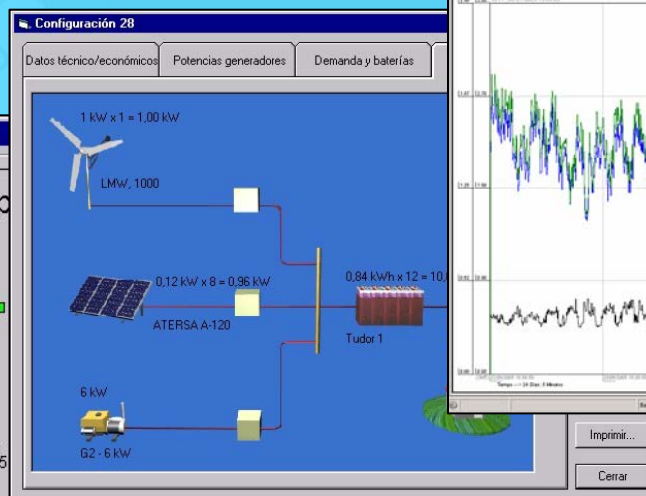 Configuración 28
Datos técnico/económicos
Potencias generadores
Demanda y baterías
1 kW x 1 = 1,00 kW
LMW, 1000
0,12 kW x 8 = 0,96 kW
ATERSA A-120
0,84 kWh x 12 = 10,
Tudor 1
6 kW
G2 - 6 kW
Imprimir...
Cerrar
5